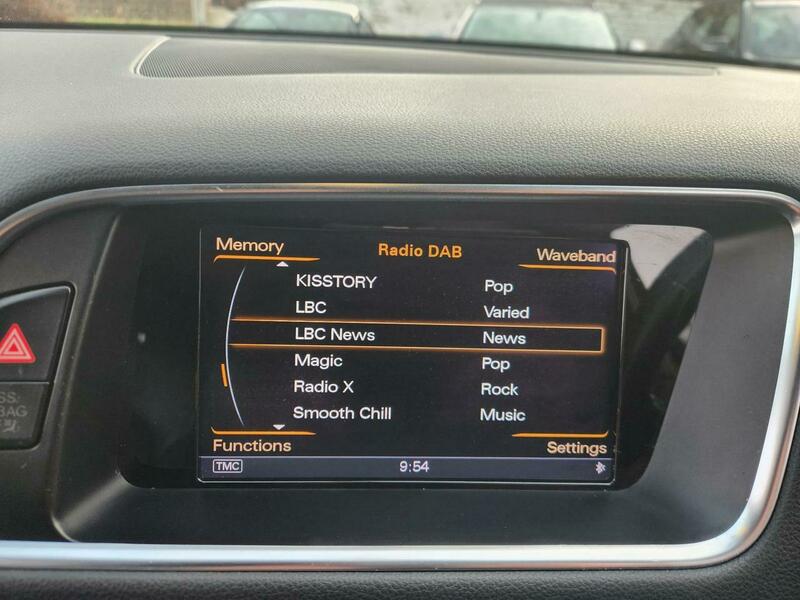 Memory Radio DAB Waveband
KISSTORY Pop
LBC Varied
LBC News News
Magic Pop
Radio X Rock
Smooth Chill Music
Functions Settings
TMC 9:54